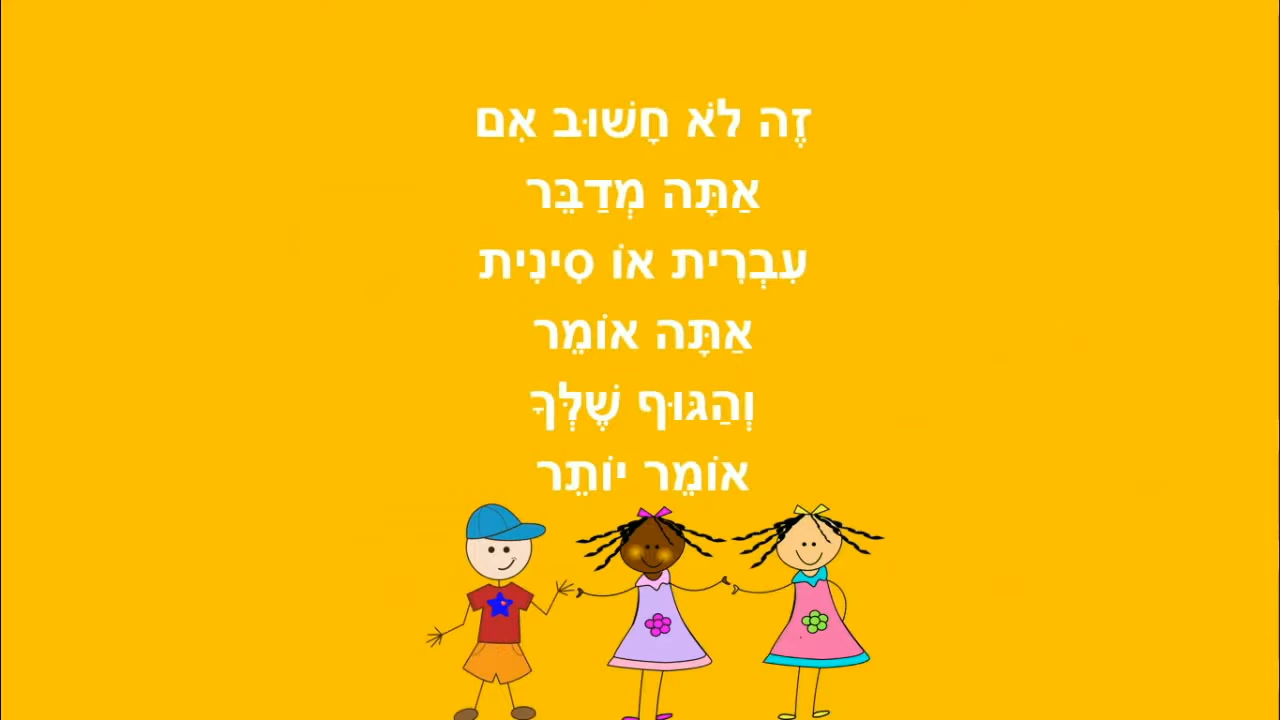 זֶה לֹא חָשׁוּב אִם
אַתָּה מְדַבֵּר
עִבְרִית אוֹ סִינִית
אַתָּה אוֹמֵר
וְהַגּוּף שֶׁלְּךָ
אוֹמֵר יוֹתֵר